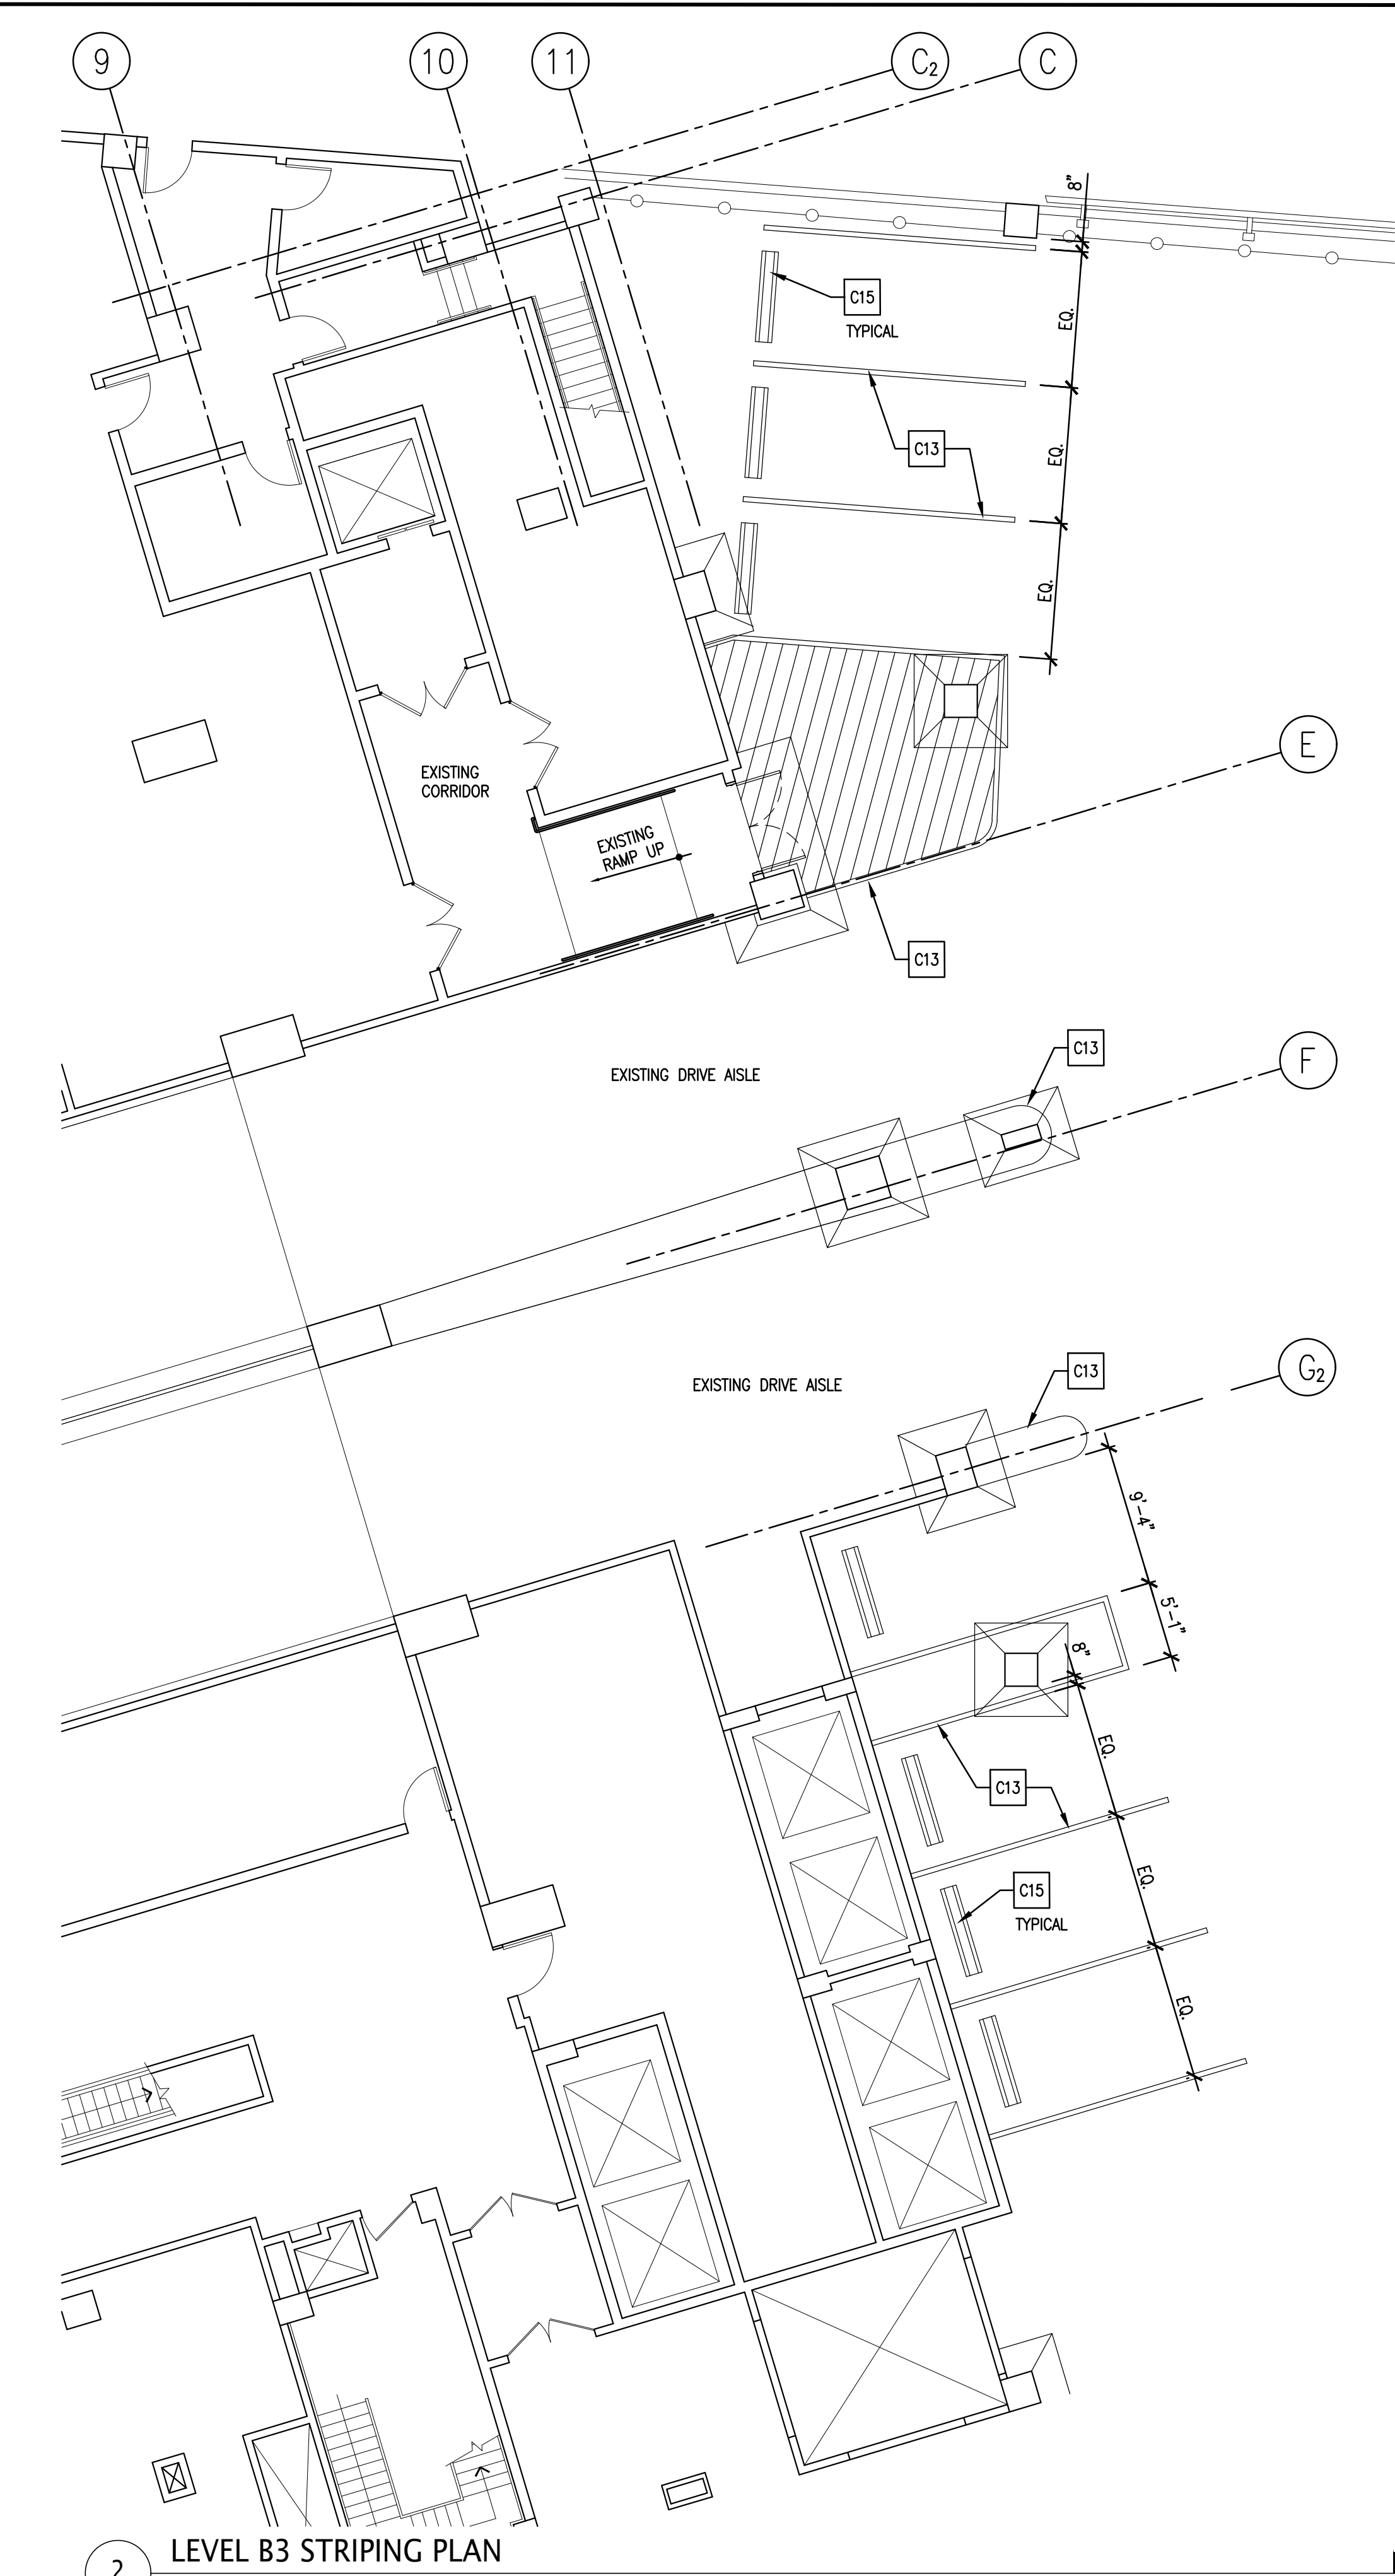 9
10
11
C2
C
8"
C15
TYPICAL
EQ.
C13
EQ.
EQ.
E
EXISTING
CORRIDOR
EXISTING
RAMP UP
C13
C13
F
EXISTING DRIVE AISLE
G2
C13
EXISTING DRIVE AISLE
9'-4"
5'-1"
8"
EQ.
C13
EQ.
C15
TYPICAL
EQ.
2
LEVEL B3 STRIPING PLAN